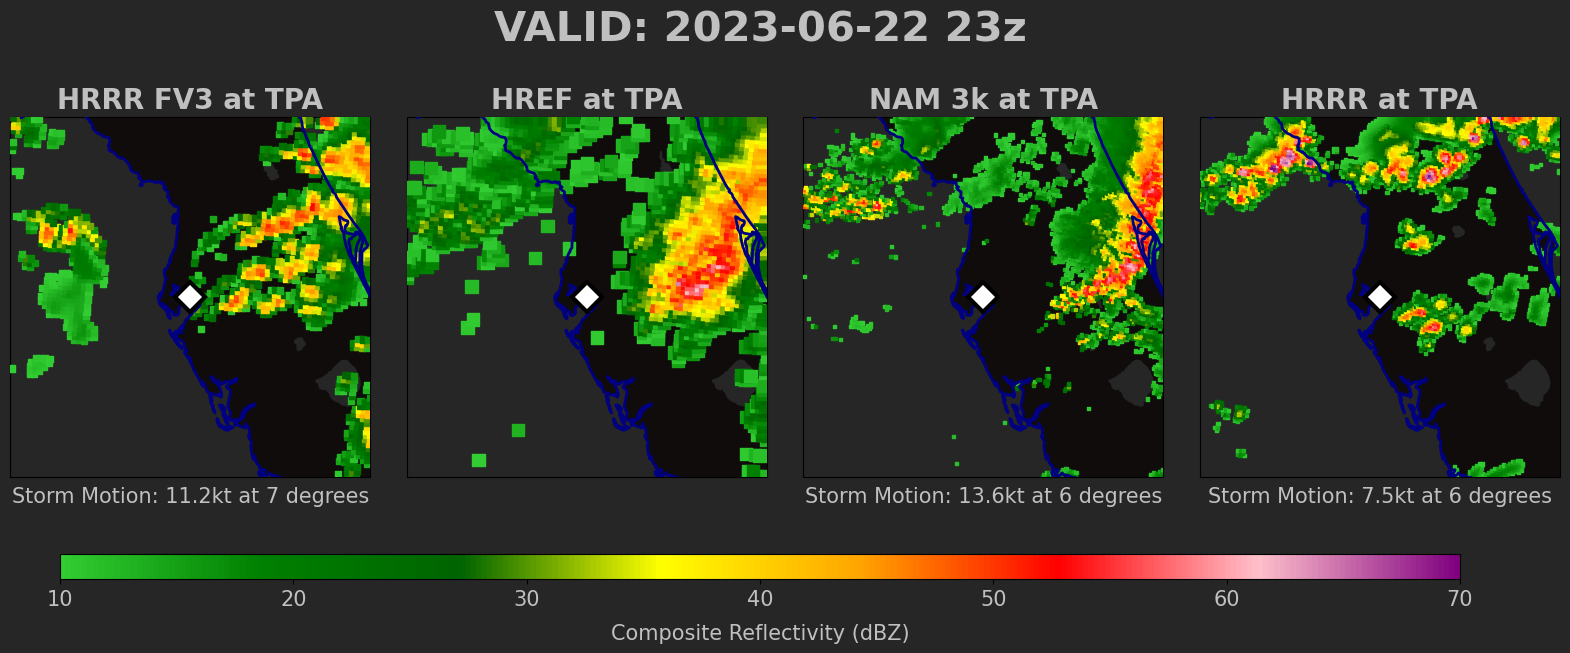 VALID: 2023-06-22 23z
HRRR FV3 at TPA
HREF at TPA
NAM 3k at TPA
HRRR at TPA
Storm Motion: 11.2kt at 7 degrees
Storm Motion: 13.6kt at 6 degrees
Storm Motion: 7.5kt at 6 degrees
10 20 30 40 50 60 70
Composite Reflectivity (dBZ)